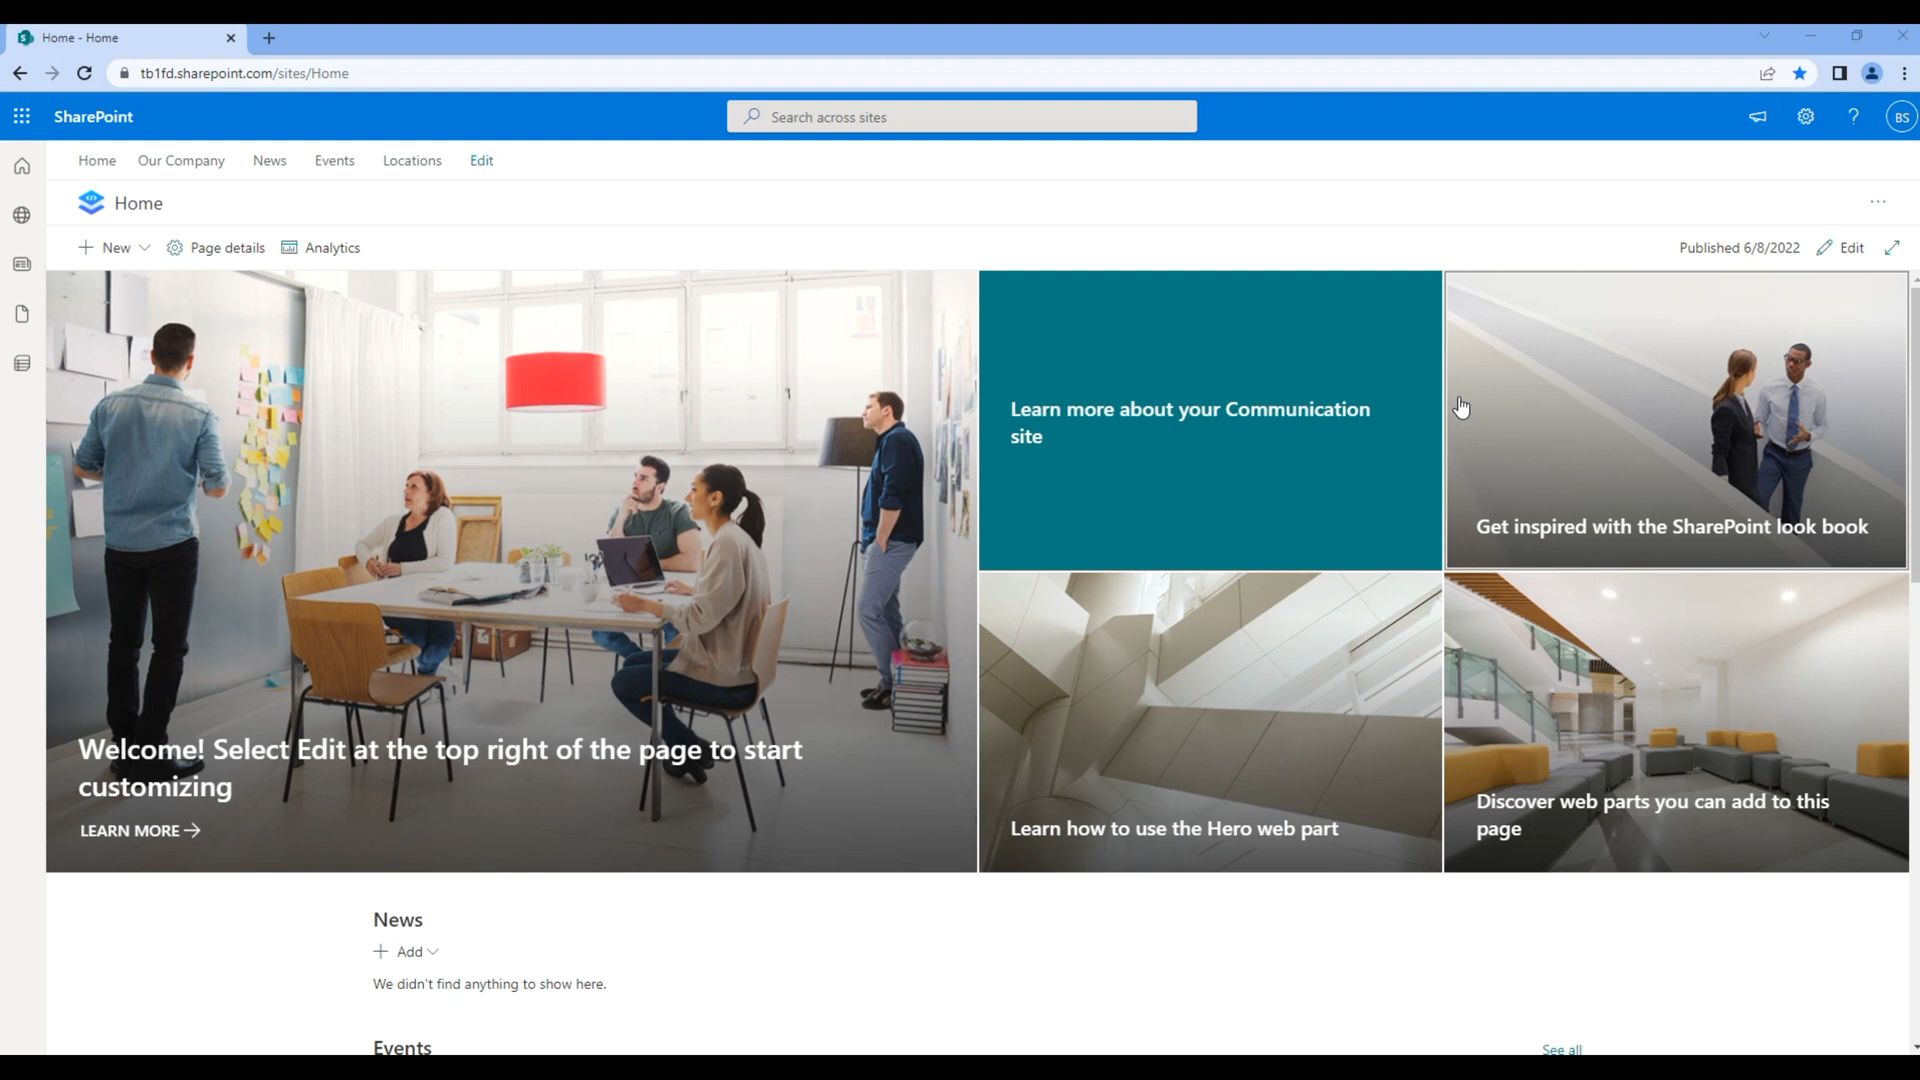 Home - Home
tb1fd.sharepoint.com/sites/Home
SharePoint
Search across sites
?
BS
Home Our Company News Events Locations Edit
Home
New Page details Analytics
Published 6/8/2022 Edit
Learn more about your Communication
site
Get inspired with the SharePoint look book
Welcome! Select Edit at the top right of the page to start
customizing
LEARN MORE
Learn how to use the Hero web part
Discover web parts you can add to this
page
News
Add
We didn't find anything to show here.
Events
See all